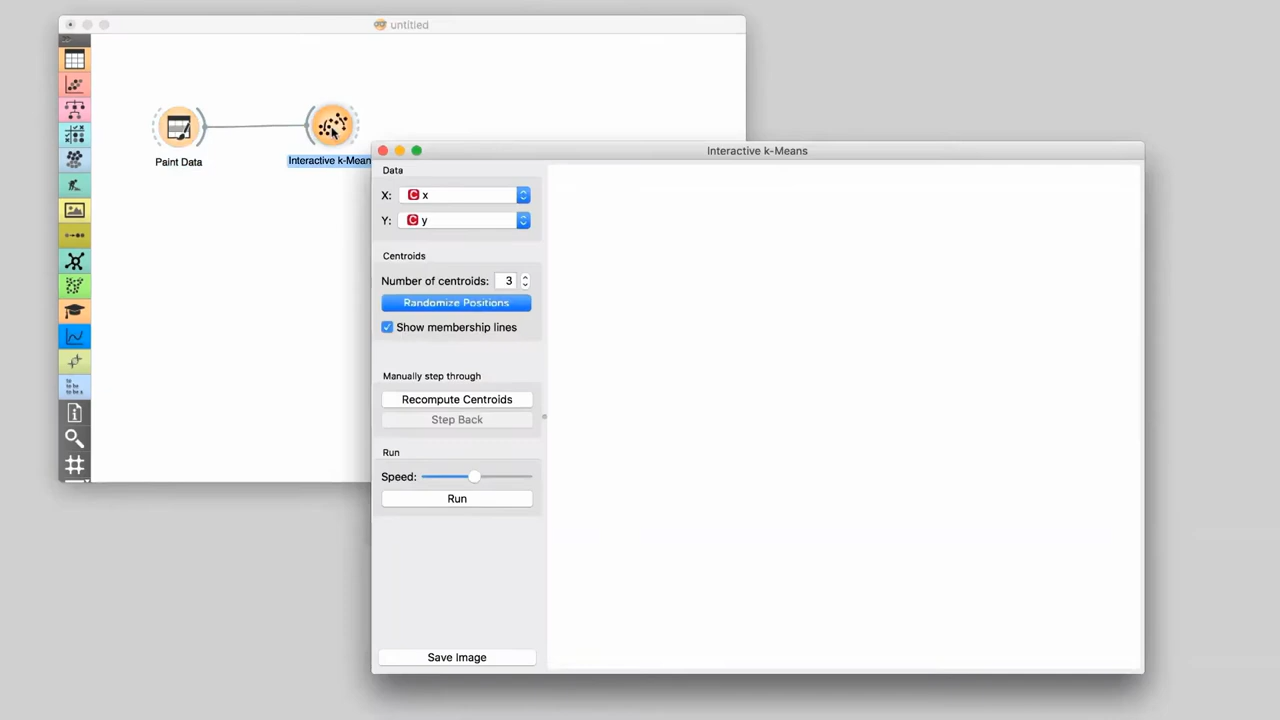 untitled
Paint Data
Interactive k-Mean
Interactive k-Means
Data
X: C x
Y: C y
Centroids
Number of centroids: 3
Randomize Positions
Show membership lines
Manually step through
Recompute Centroids
Step Back
Run
Speed:
Run
Save Image